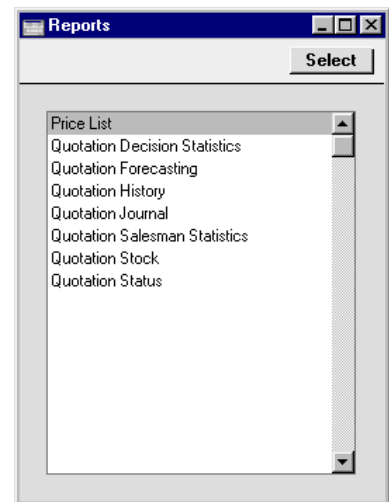 Reports
Select
Price List
Quotation Decision Statistics
Quotation Forecasting
Quotation History
Quotation Journal
Quotation Salesman Statistics
Quotation Stock
Quotation Status